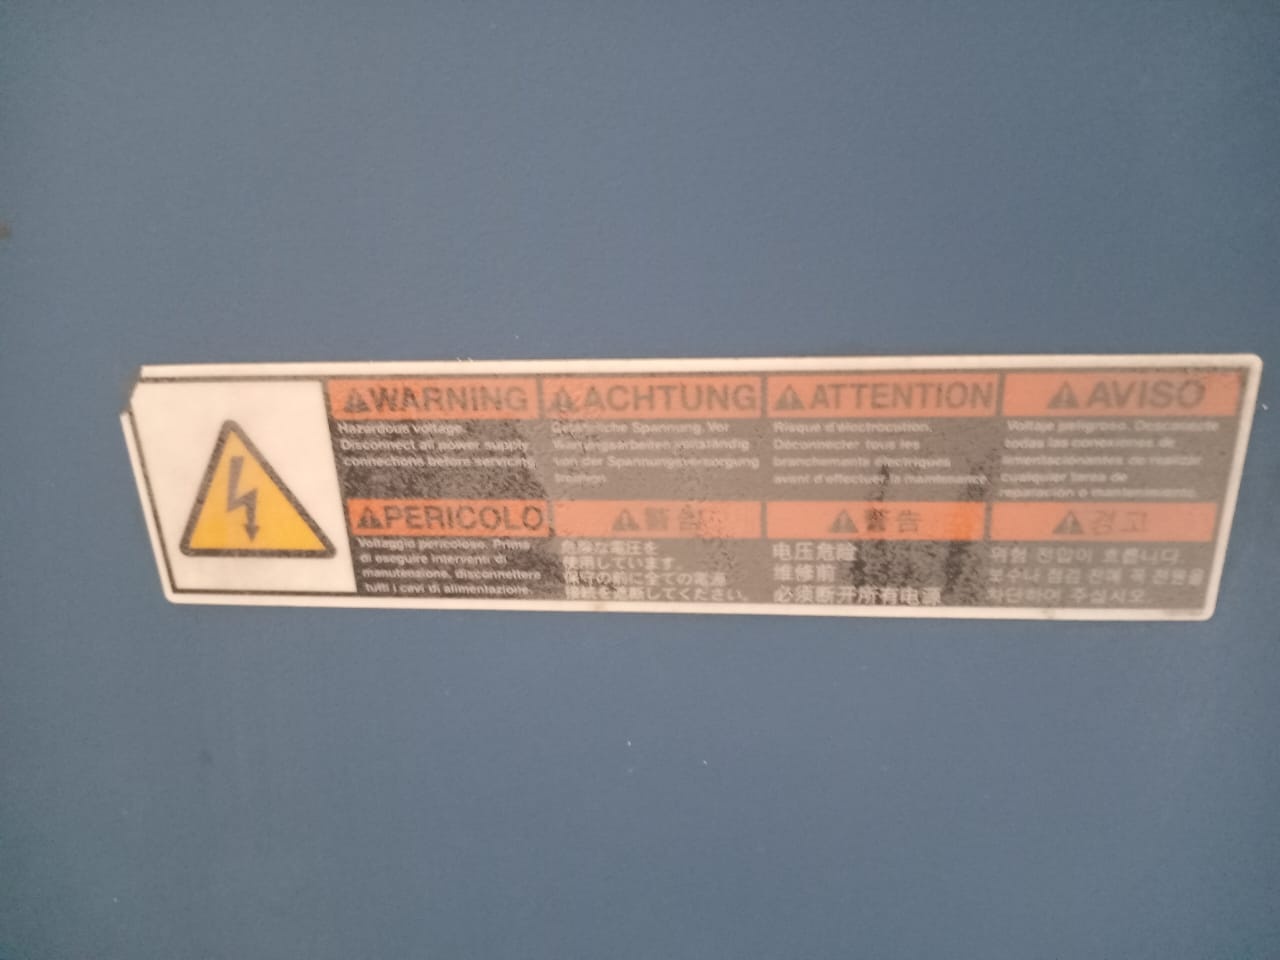 WARNING
Hazardous voltage.
Disconnect all power supply
connections before servicing.
ACHTUNG
Gefährliche Spannung. Vor
Wartungsarbeiten vollständig
von der Spannungsversorgung
trennen
ATTENTION
Risque d'électrocution.
Déconnecter tous les
branchements électriques
avant d'effectuer la maintenance
AVISO
Voltaje peligroso. Desconecte
todas las conexiones de
de realizar
cualquier tarea de
reparación o mantenimiento.
PERICOLO
Voltaggio pericoloso. Prima
di eseguire interventi di
manutenzione, disconnettere
tutti i cavi di alimentazione.
警告
危険な電圧を
使用しています。
保守の前に全ての電源
接続を遮断してください。
警告
电压危险
维修前
必须断开所有电源
경고
위험 전압이 흐릅니다.
보수나 점검 전에 꼭 전원을
차단하여 주십시오